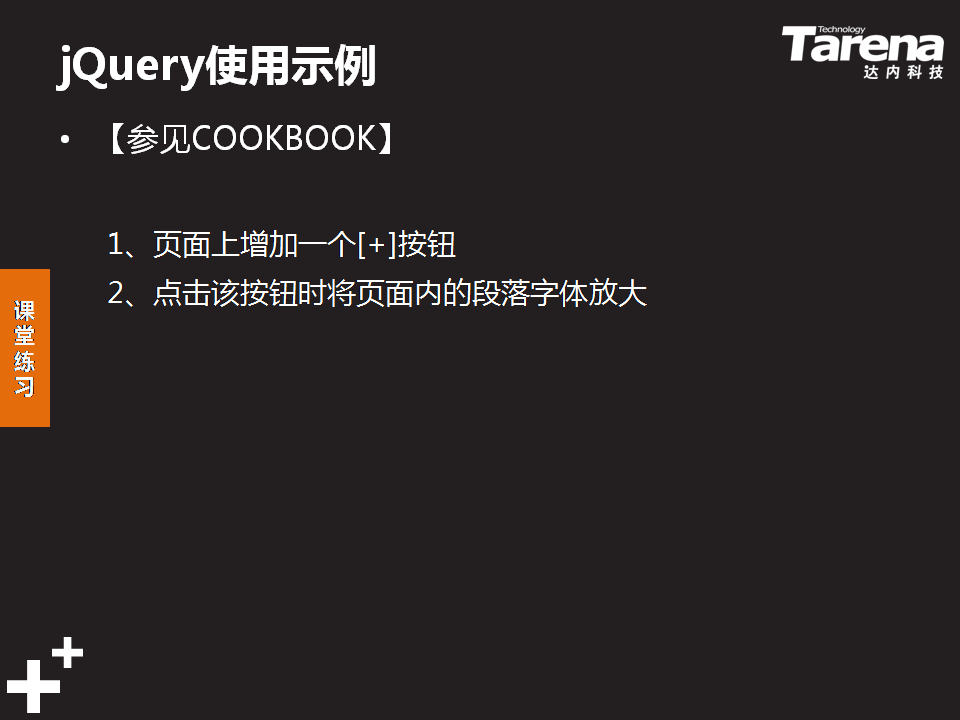 jQuery使用示例
Technology
Tarena
达内科技
• 【参见COOKBOOK】
1、页面上增加一个[+]按钮
2、点击该按钮时将页面内的段落字体放大
课
堂
练
习